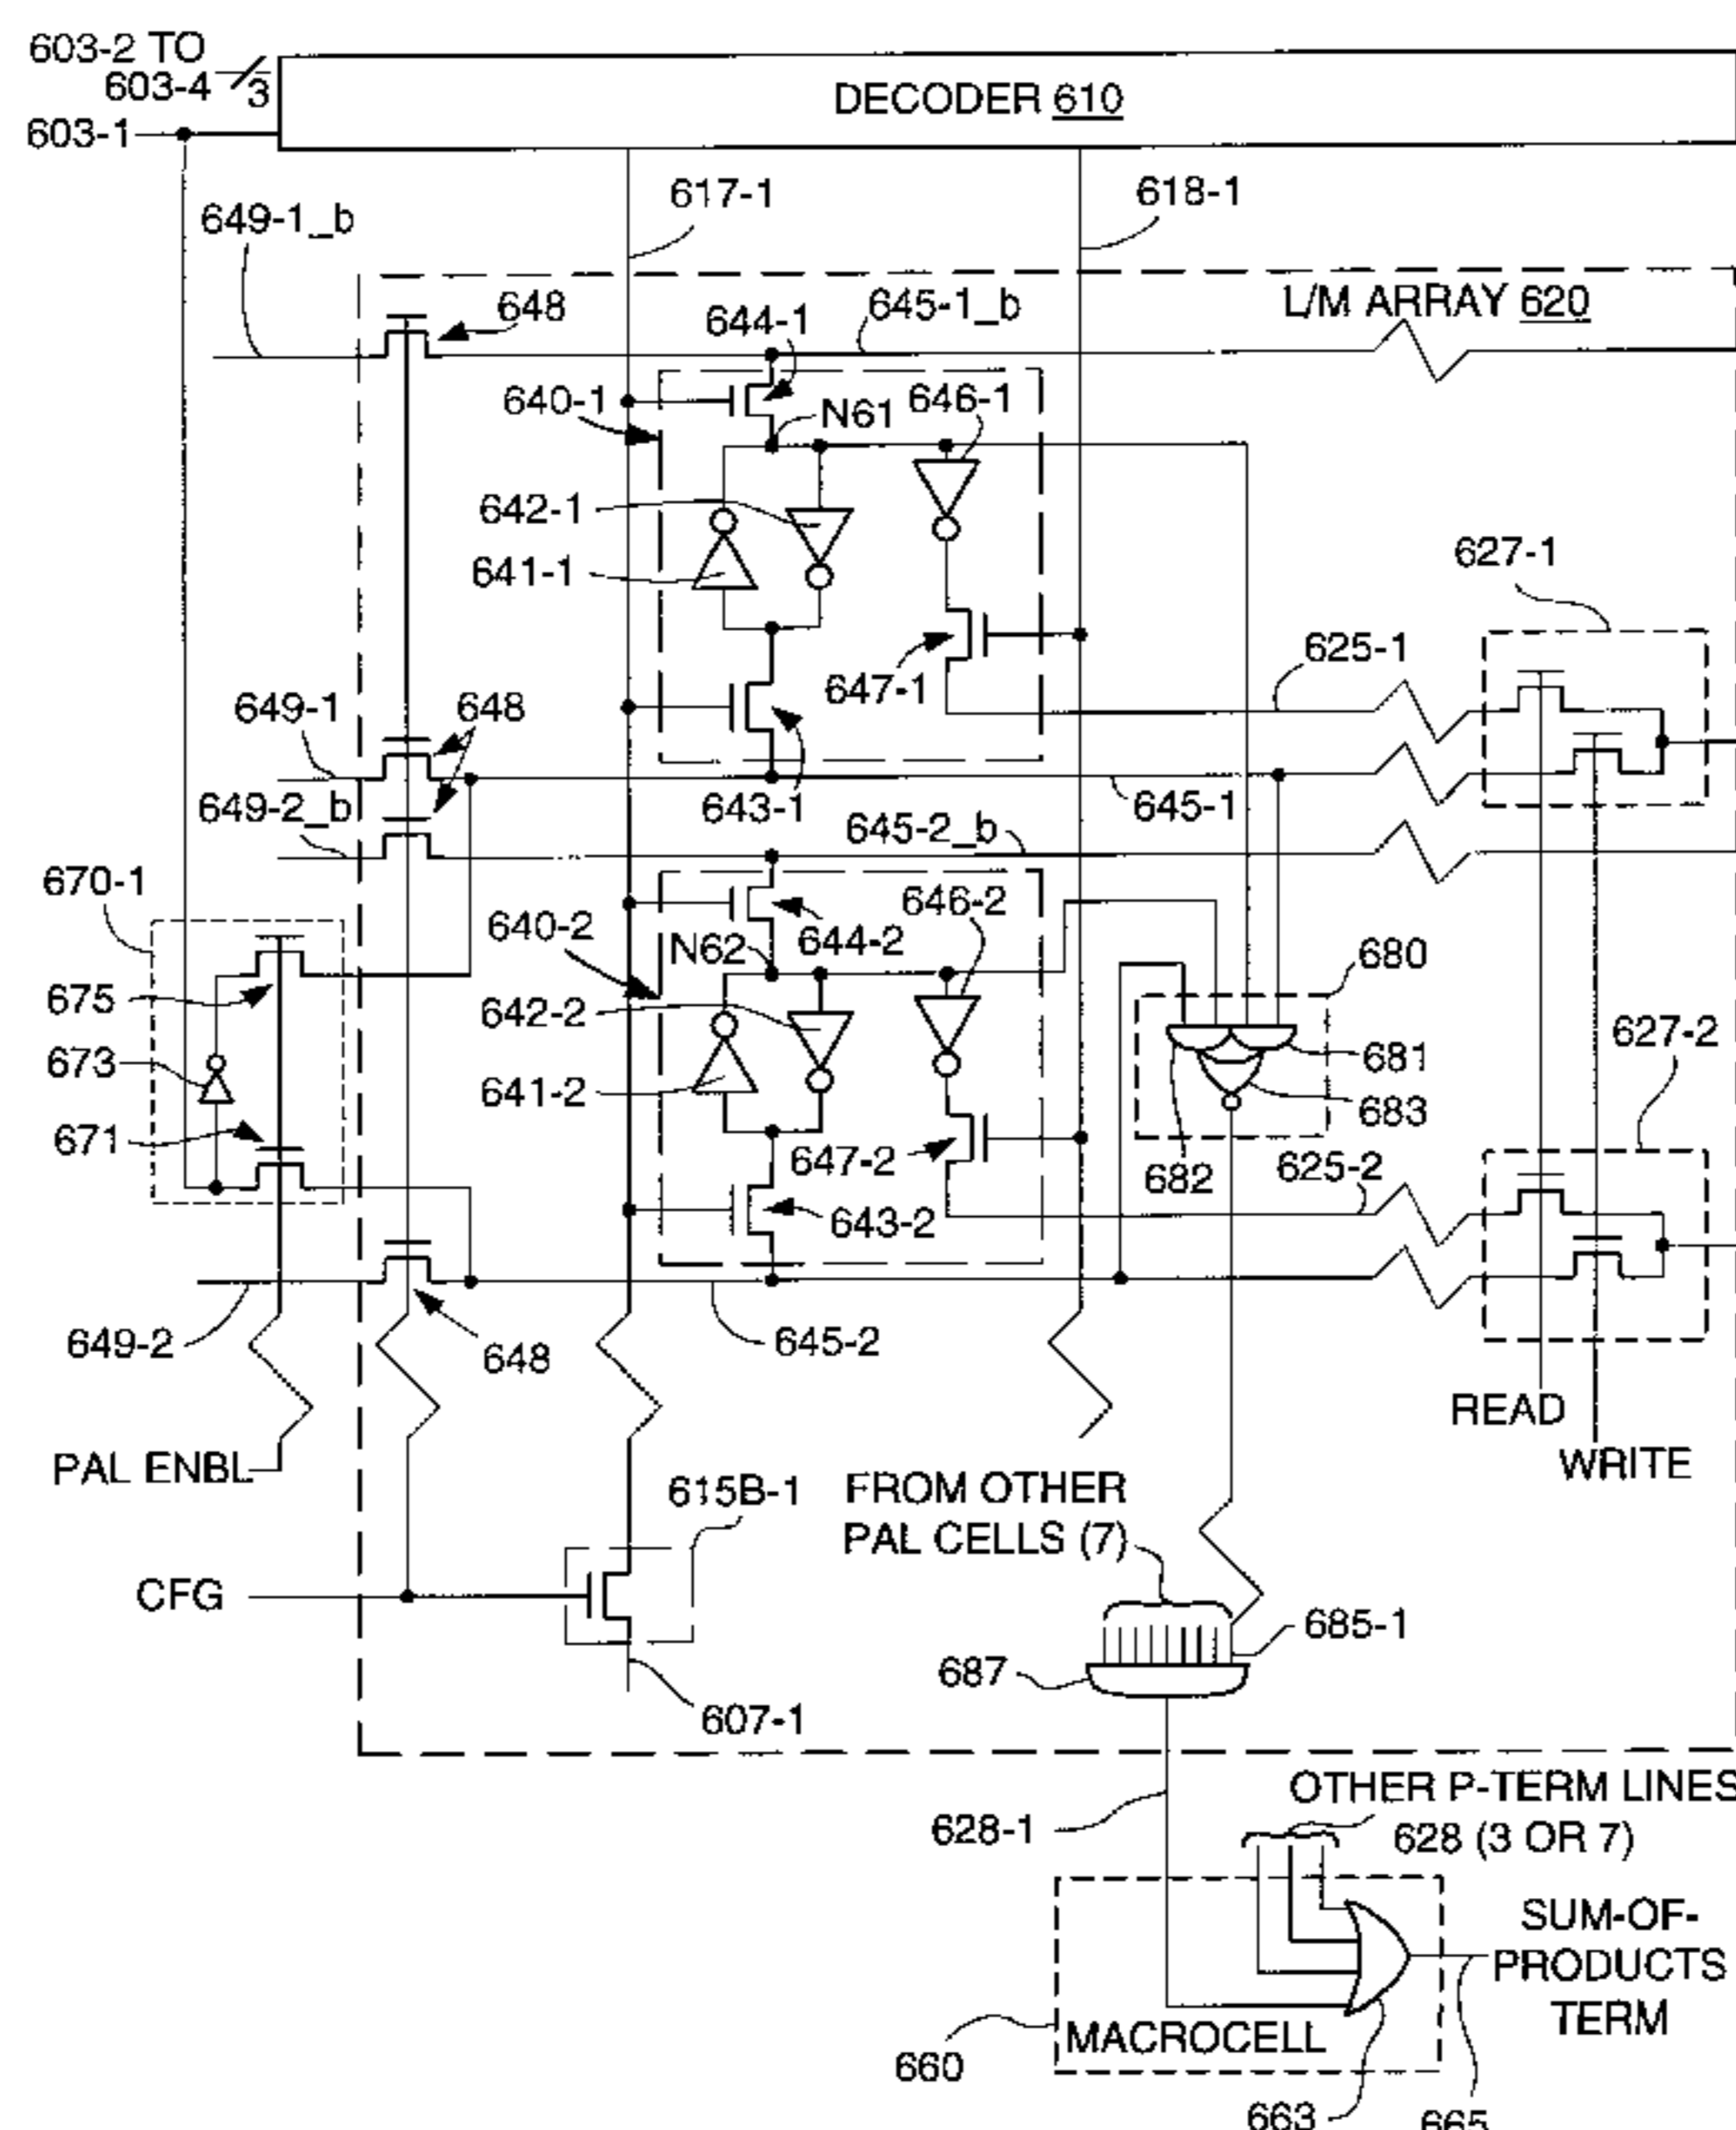 603-2 TO
603-4
3
603-1
DECODER 610
617-1
618-1
649-1_b
648
644-1
645-1_b
L/M ARRAY 620
640-1
N61
646-1
642-1
641-1
627-1
647-1
625-1
649-1
648
643-1
645-1
649-2_b
645-2_b
670-1
640-2
646-2
N62
644-2
680
675
642-2
627-2
673
641-2
681
683
671
647-2
682
625-2
643-2
649-2
648
645-2
READ
WRITE
PAL ENBL
615B-1
FROM OTHER
PAL CELLS (7)
CFG
685-1
687
607-1
OTHER P-TERM LINES
628 (3 OR 7)
628-1
SUM-OF-
PRODUCTS
TERM
MACROCELL
660
663
665